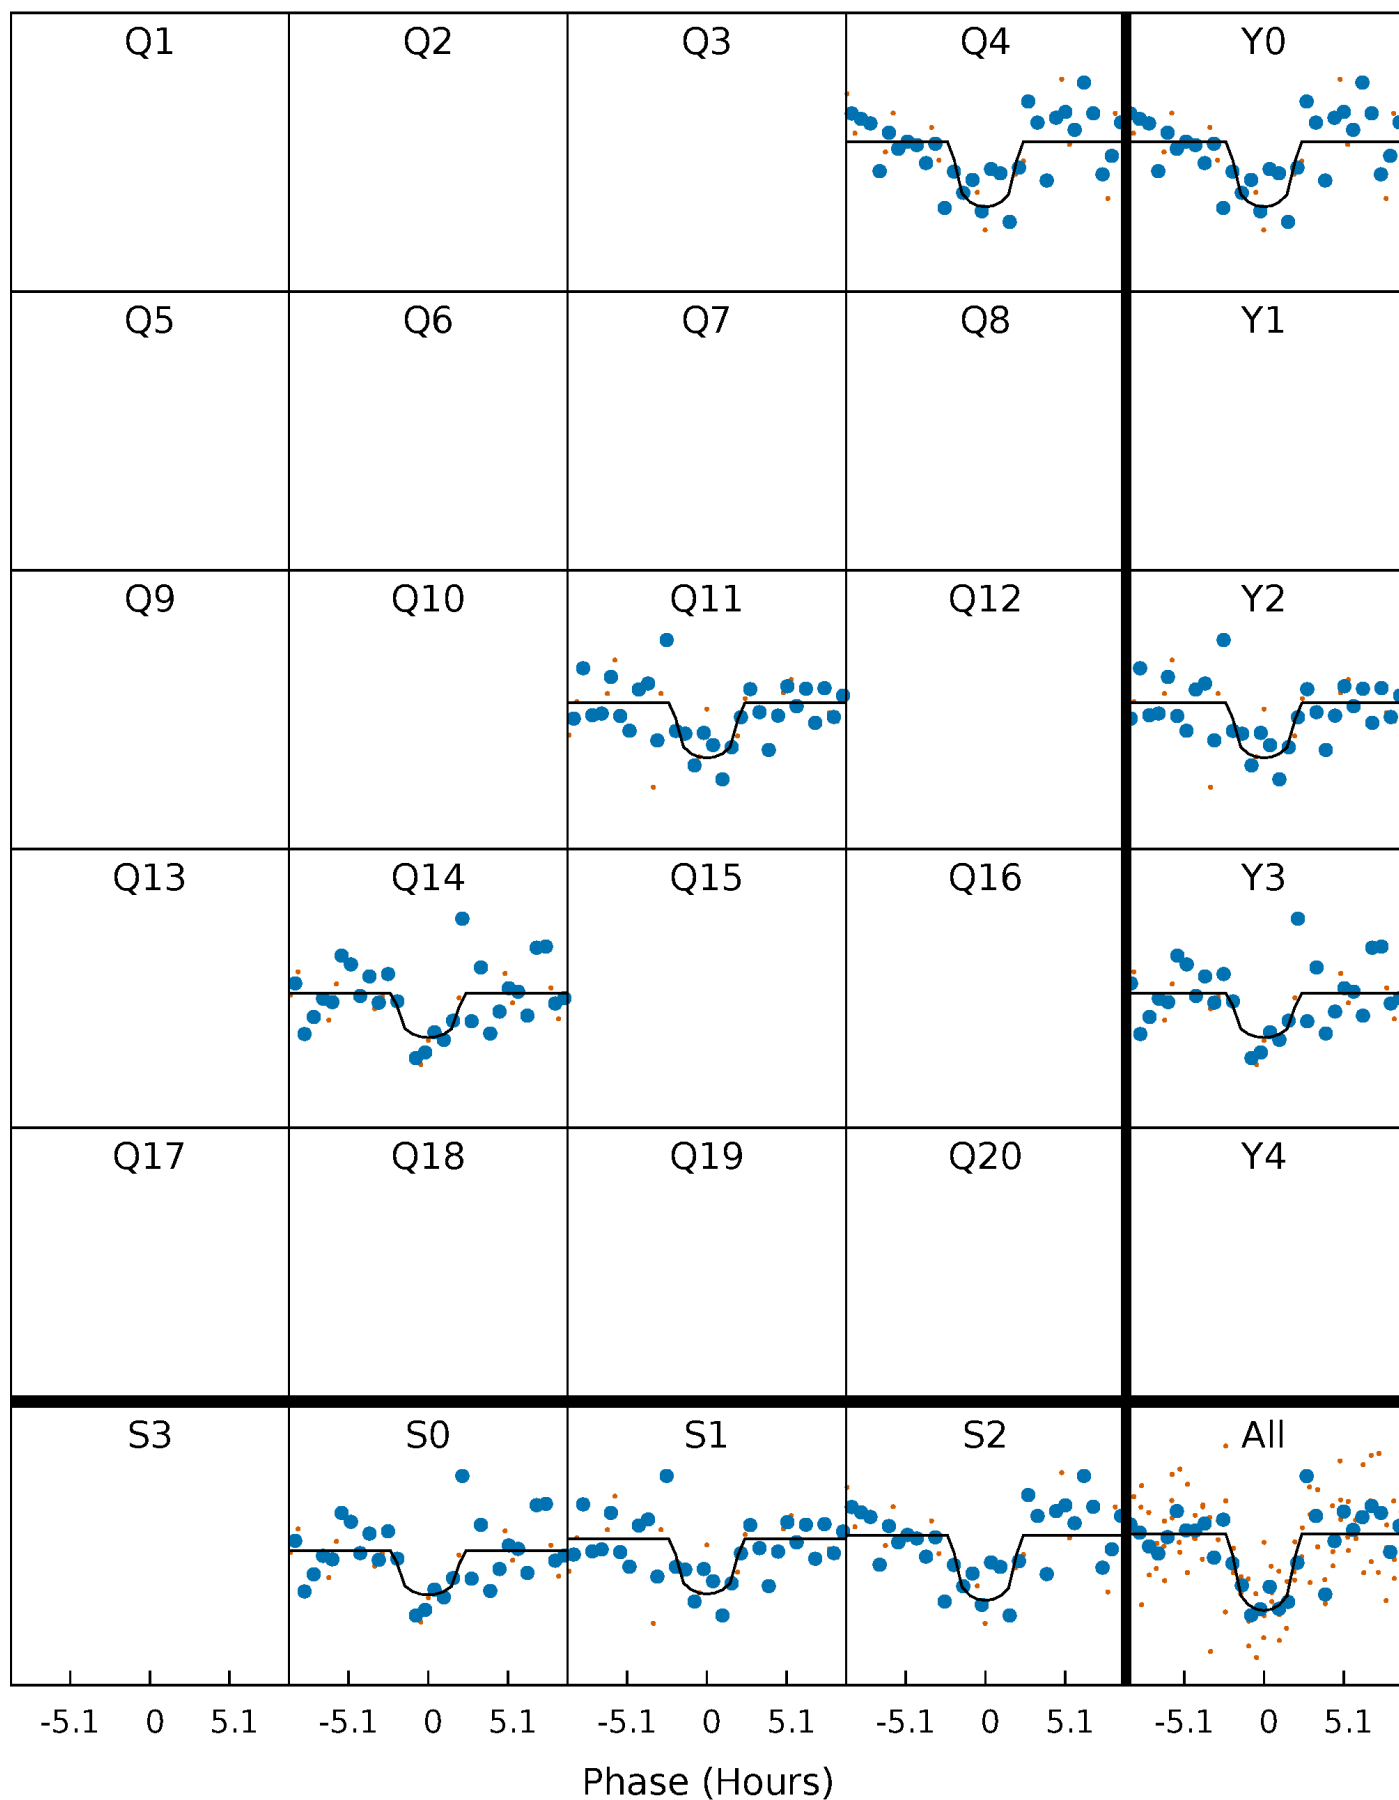 Q1 Q2 Q3 Q4 Y0
Q5 Q6 Q7 Q8 Y1
Q9 Q10 Q11 Q12 Y2
Q13 Q14 Q15 Q16 Y3
Q17 Q18 Q19 Q20 Y4
S3 S0 S1 S2 All
-5.1 0 5.1 -5.1 0 5.1 -5.1 0 5.1 -5.1 0 5.1 -5.1 0 5.1
Phase (Hours)